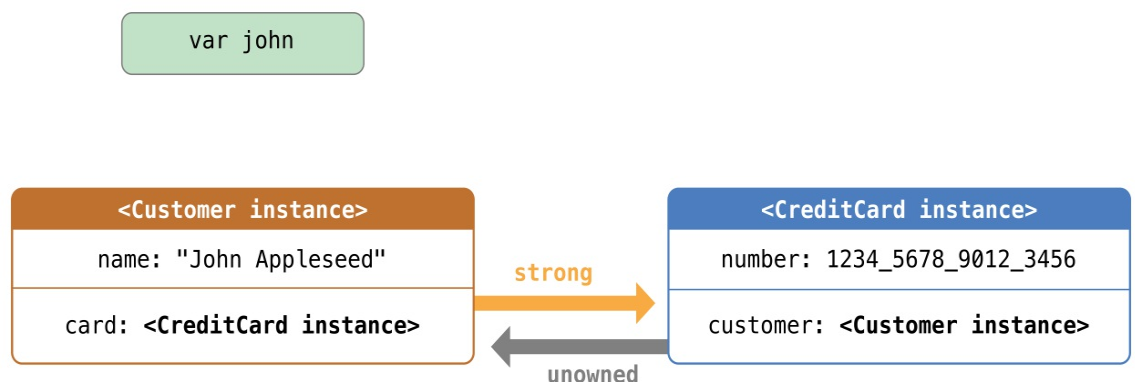 var john
<Customer instance>
name: "John Appleseed"
card: <CreditCard instance>
strong
unowned
<CreditCard instance>
number: 1234_5678_9012_3456
customer: <Customer instance>